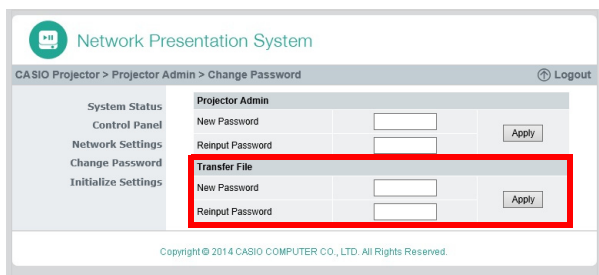 Network Presentation System
CASIO Projector > Projector Admin > Change Password
Logout
System Status
Control Panel
Network Settings
Change Password
Initialize Settings
Projector Admin
New Password
Reinput Password
Apply
Transfer File
New Password
Reinput Password
Apply
Copyright © 2014 CASIO COMPUTER CO., LTD. All Rights Reserved.